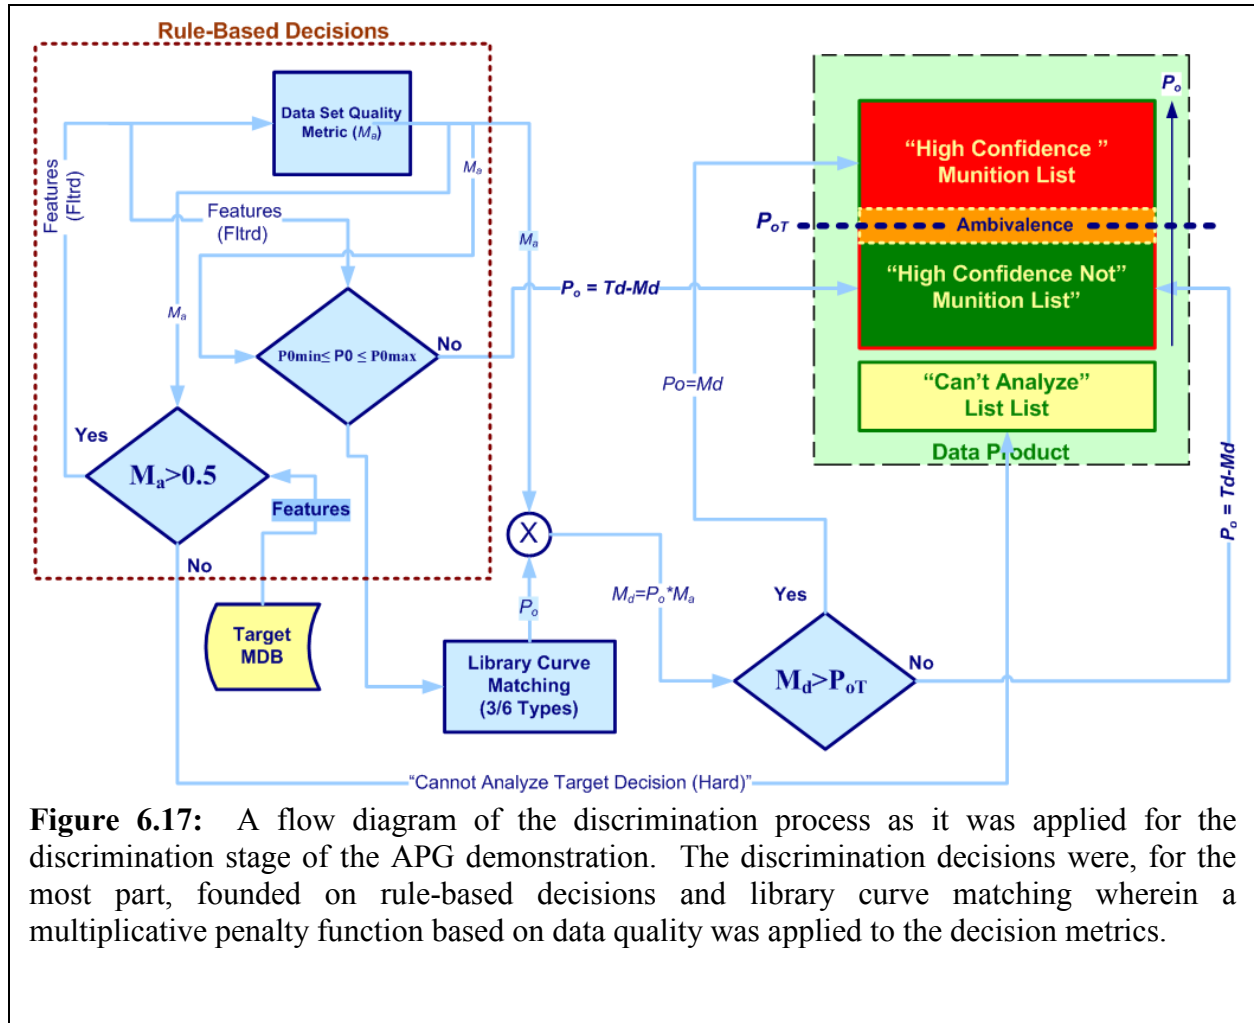 Rule-Based Decisions
Data Set Quality
Metric (Ma)
Features
(Fltrd)
Features
(Fltrd)
Ma
Ma
Ma
P0min≤ P0 ≤ P0max
No
Yes
Ma>0.5
Features
No
Target
MDB
X
Po
Library Curve
Matching
(3/6 Types)
Md=Po*Ma
Po = Td-Md
Po=Md
Yes
Md>PoT
No
Po = Td-Md
Po
“High Confidence ”
Munition List
PoT
Ambivalence
“High Confidence Not”
Munition List”
“Can’t Analyze”
List List
Data Product
“Cannot Analyze Target Decision (Hard)”
Figure 6.17: A flow diagram of the discrimination process as it was applied for the
discrimination stage of the APG demonstration. The discrimination decisions were, for the
most part, founded on rule-based decisions and library curve matching wherein a
multiplicative penalty function based on data quality was applied to the decision metrics.